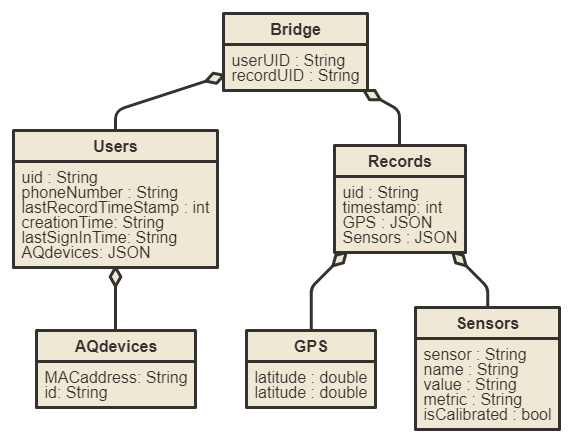 Bridge
userUID : String
recordUID : String
Users
uid : String
phoneNumber : String
lastRecordTimeStamp : int
creationTime: String
lastSignInTime: String
AQdevices: JSON
Records
uid : String
timestamp: int
GPS : JSON
Sensors : JSON
AQdevices
MACaddress: String
id: String
GPS
latitude : double
latitude : double
Sensors
sensor : String
name : String
value : String
metric : String
isCalibrated : bool